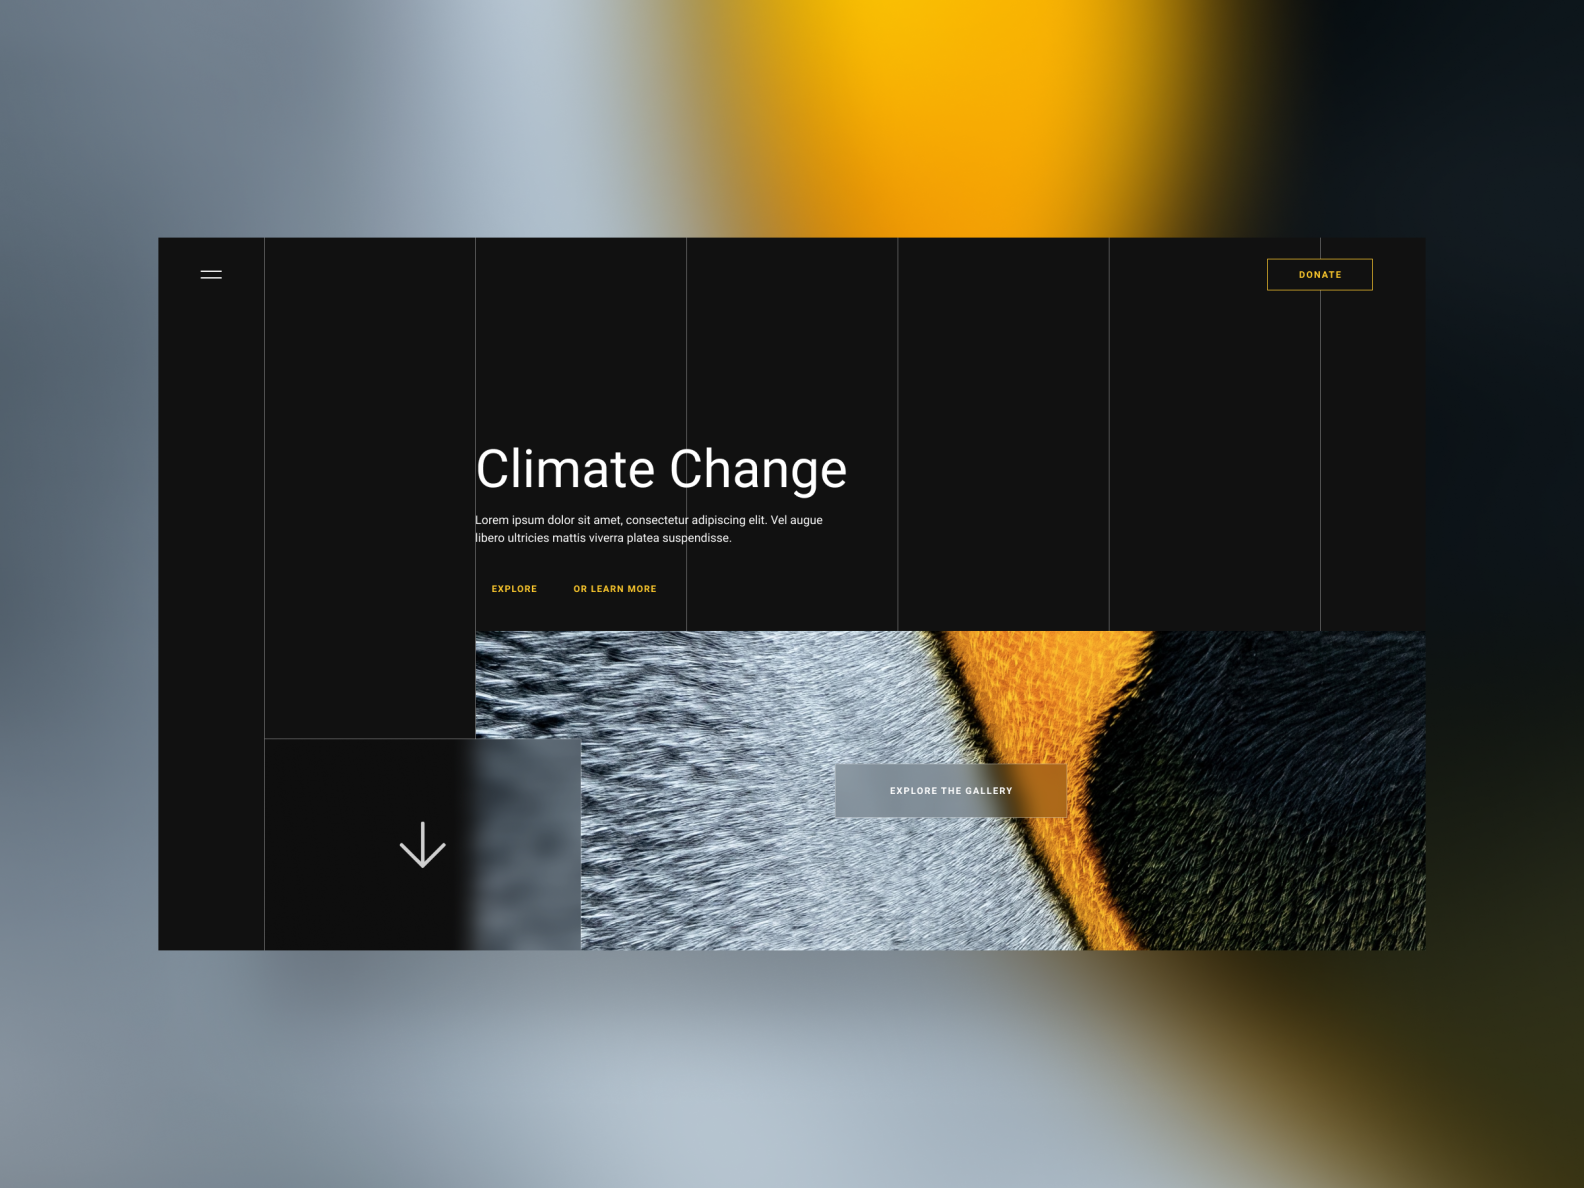 DONATE
Climate Change
Lorem ipsum dolor sit amet, consectetur adipiscing elit. Vel augue
libero ultricies mattis viverra platea suspendisse.
EXPLORE
OR LEARN MORE
EXPLORE THE GALLERY